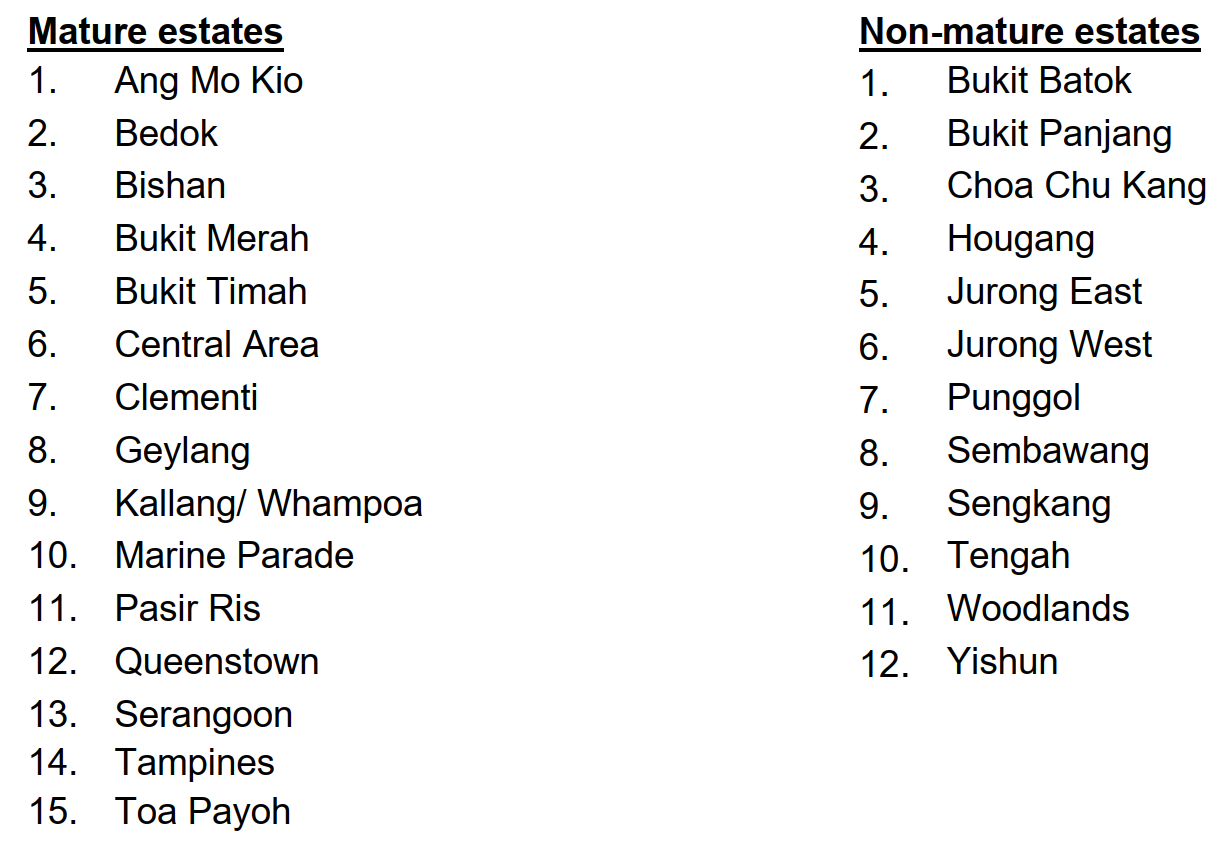 Mature estates
1. Ang Mo Kio
2. Bedok
3. Bishan
4. Bukit Merah
5. Bukit Timah
6. Central Area
7. Clementi
8. Geylang
9. Kallang/ Whampoa
10. Marine Parade
11. Pasir Ris
12. Queenstown
13. Serangoon
14. Tampines
15. Toa Payoh
Non-mature estates
1. Bukit Batok
2. Bukit Panjang
3. Choa Chu Kang
4. Hougang
5. Jurong East
6. Jurong West
7. Punggol
8. Sembawang
9. Sengkang
10. Tengah
11. Woodlands
12. Yishun